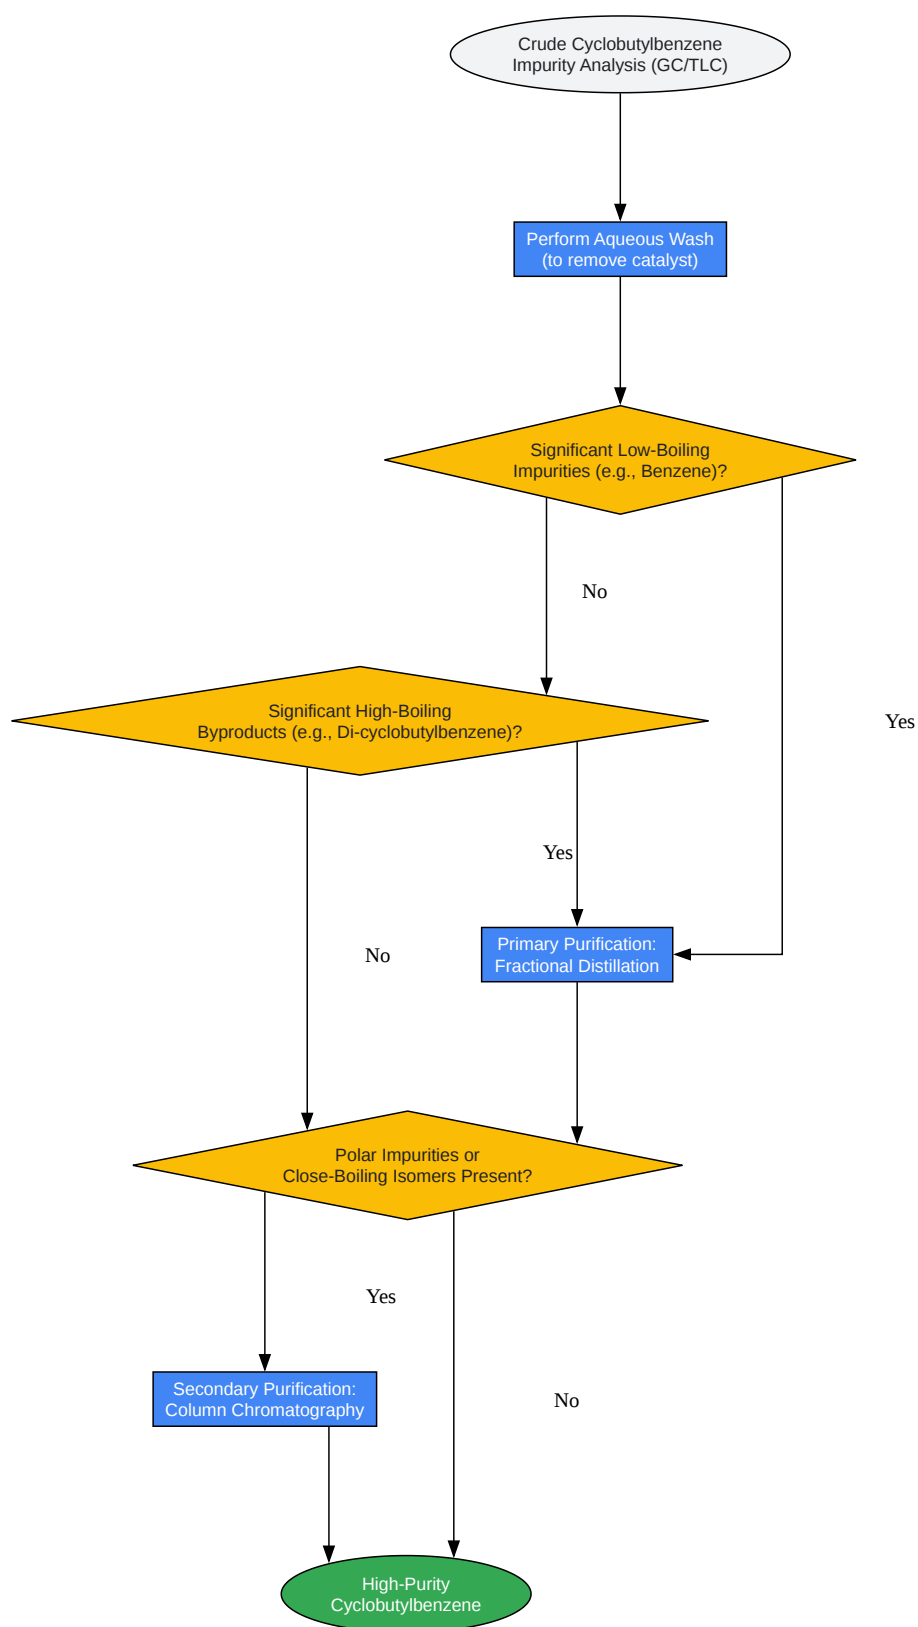 Crude Cyclobutylbenzene
Impurity Analysis (GC/TLC)
Perform Aqueous Wash
(to remove catalyst)
Significant Low-Boiling
Impurities (e.g., Benzene)?
No
Significant High-Boiling
Byproducts (e.g., Di-cyclobutylbenzene)?
Yes
Yes
Primary Purification:
Fractional Distillation
No
Polar Impurities or
Close-Boiling Isomers Present?
Yes
Secondary Purification:
Column Chromatography
No
High-Purity
Cyclobutylbenzene